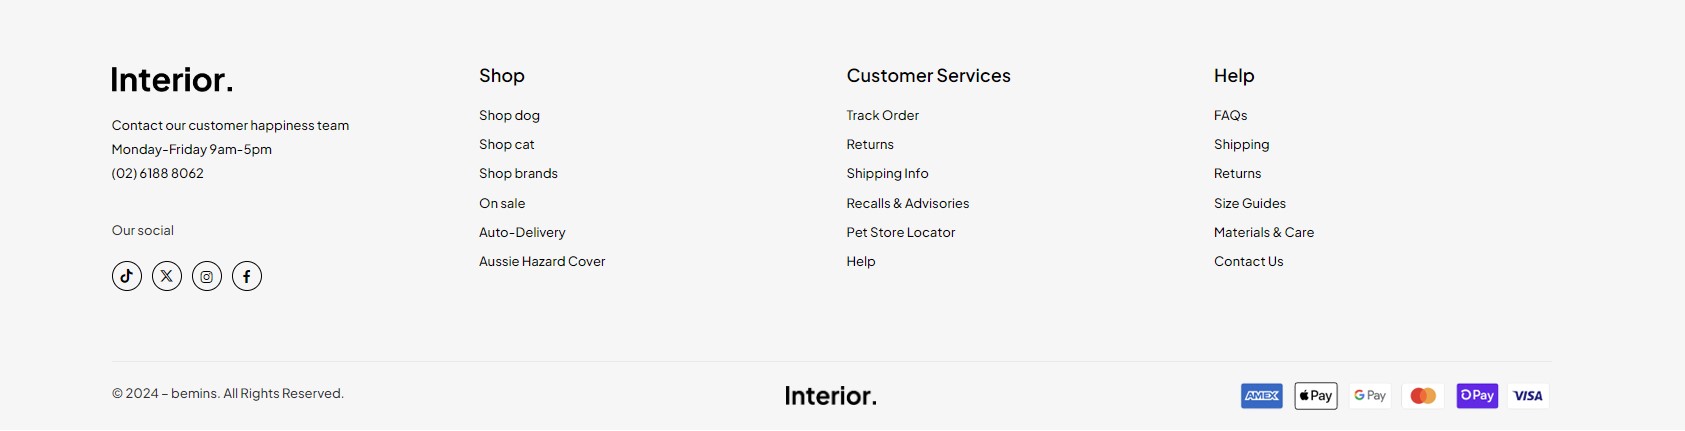 Interior.
Contact our customer happiness team
Monday-Friday 9am-5pm
(02) 6188 8062
Our social
Shop
Shop dog
Shop cat
Shop brands
On sale
Auto-Delivery
Aussie Hazard Cover
Customer Services
Track Order
Returns
Shipping Info
Recalls & Advisories
Pet Store Locator
Help
Help
FAQs
Shipping
Returns
Size Guides
Materials & Care
Contact Us
© 2024 – bemins. All Rights Reserved.
Interior.
AMEX
Pay
G Pay
Pay
VISA